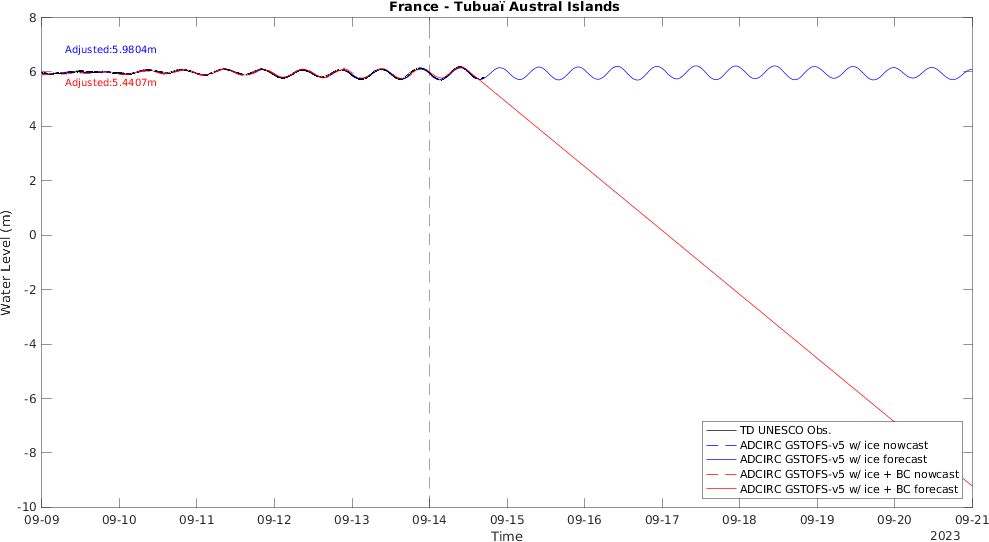 France - Tubuaï Austral Islands
Adjusted:5.9804m
Adjusted:5.4407m
Water Level (m)
8
6
4
2
0
-2
-4
-6
-8
-10
TD UNESCO Obs.
ADCIRC GSTOFS-v5 w/ ice nowcast
ADCIRC GSTOFS-v5 w/ ice forecast
ADCIRC GSTOFS-v5 w/ ice + BC nowcast
ADCIRC GSTOFS-v5 w/ ice + BC forecast
09-09 09-10 09-11 09-12 09-13 09-14 09-15 09-16 09-17 09-18 09-19 09-20 09-21
Time
2023